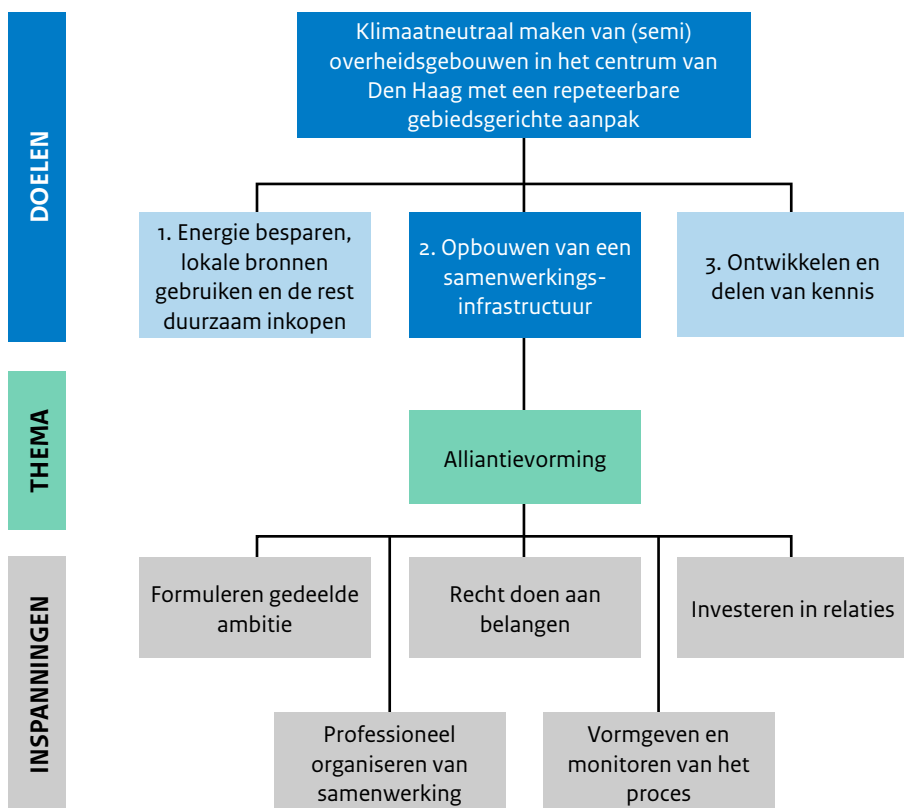 DOELEN
Klimaatneutraal maken van (semi)
overheidsgebouwen in het centrum van
Den Haag met een repeteerbare
gebiedsgerichte aanpak
1. Energie besparen,
lokale bronnen
gebruiken en de rest
duurzaam inkopen
2. Opbouwen van een
samenwerkings-
infrastructuur
3. Ontwikkelen en
delen van kennis
THEMA
Alliantievorming
INSPANNINGEN
Formuleren gedeelde
ambitie
Recht doen aan
belangen
Investeren in relaties
Professioneel
organiseren van
samenwerking
Vormgeven en
monitoren van het
proces